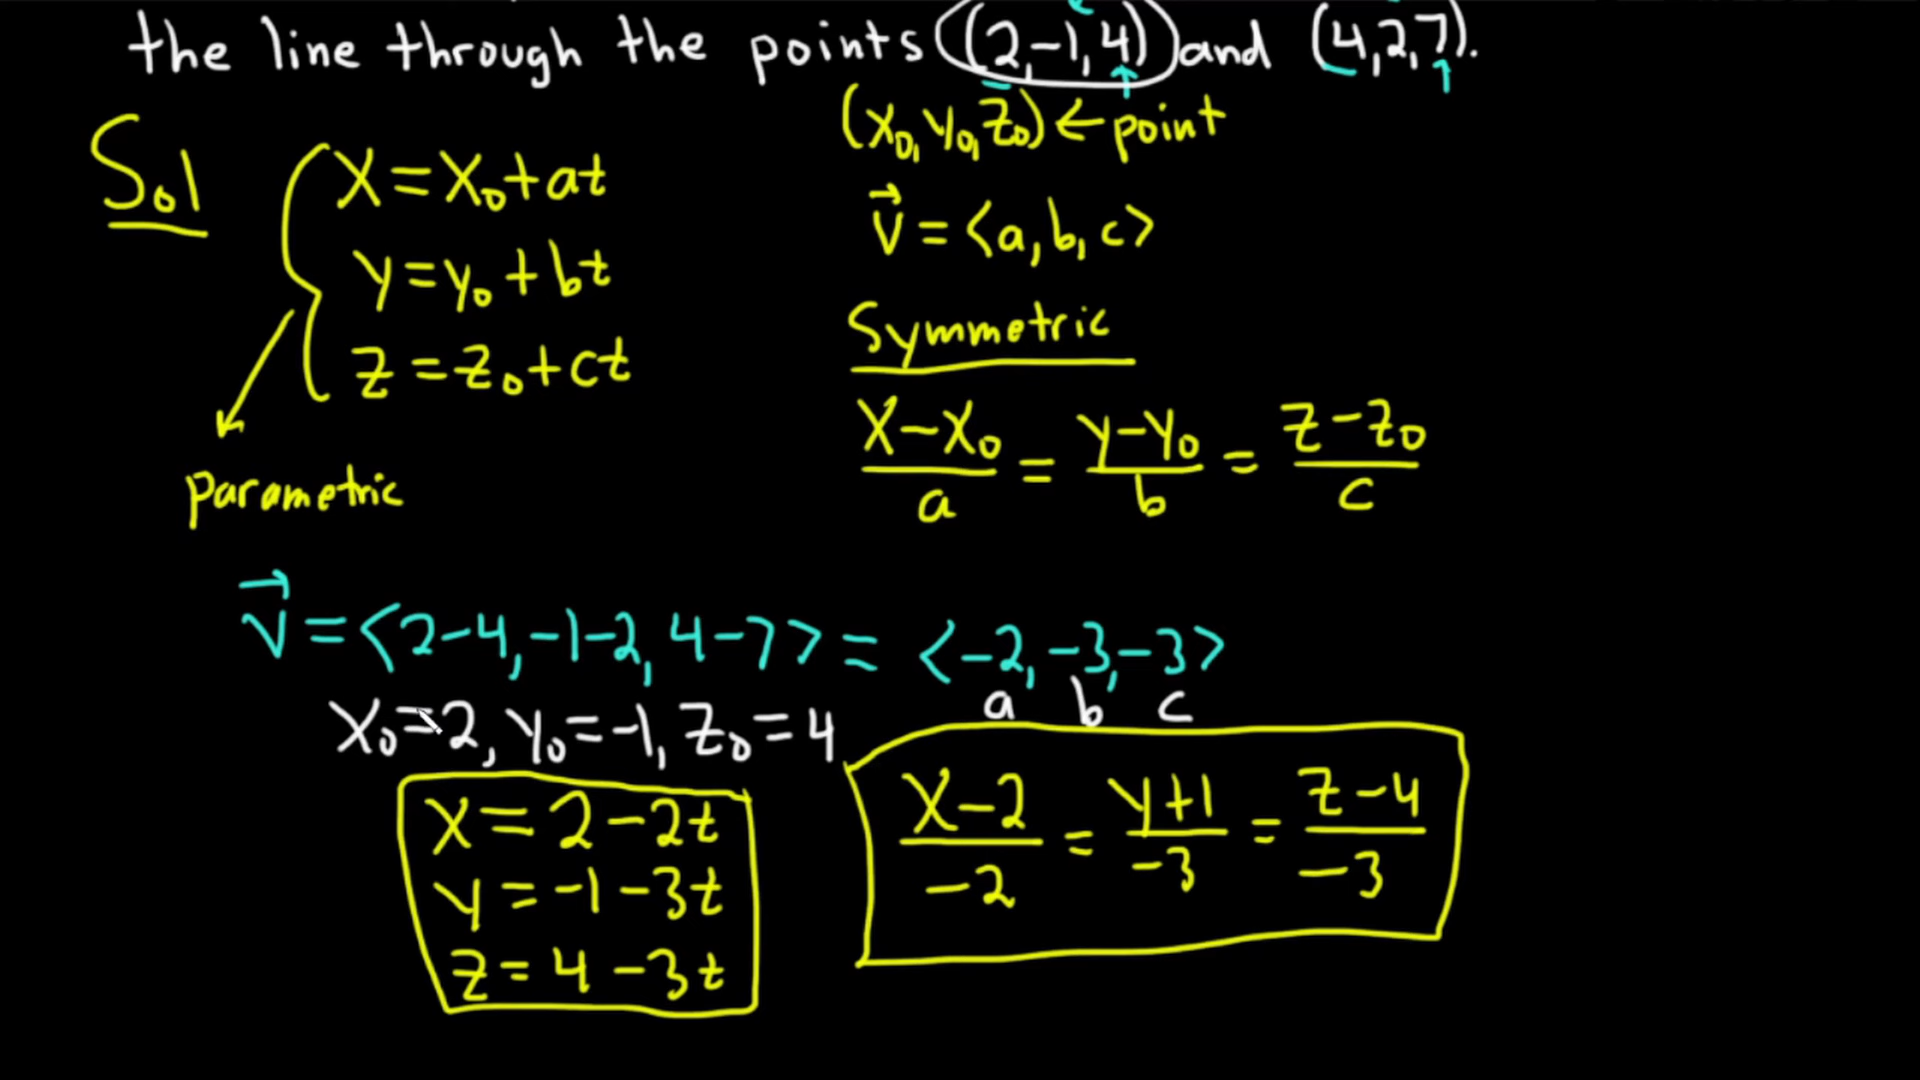 the line through the points (2,-1,4) and (4,2,7).
(x₀, y₀, z₀) ← point
Sol
x = x₀ + at
y = y₀ + bt
z = z₀ + ct
parametric
v⃗ = <a, b, c>
Symmetric
(x - x₀)/a = (y - y₀)/b = (z - z₀)/c
v⃗ = <2-4, -1-2, 4-7> = <-2, -3, -3>
a b c
x₀ = 2, y₀ = -1, z₀ = 4
x = 2 - 2t
y = -1 - 3t
z = 4 - 3t
(x - 2)/-2 = (y + 1)/-3 = (z - 4)/-3